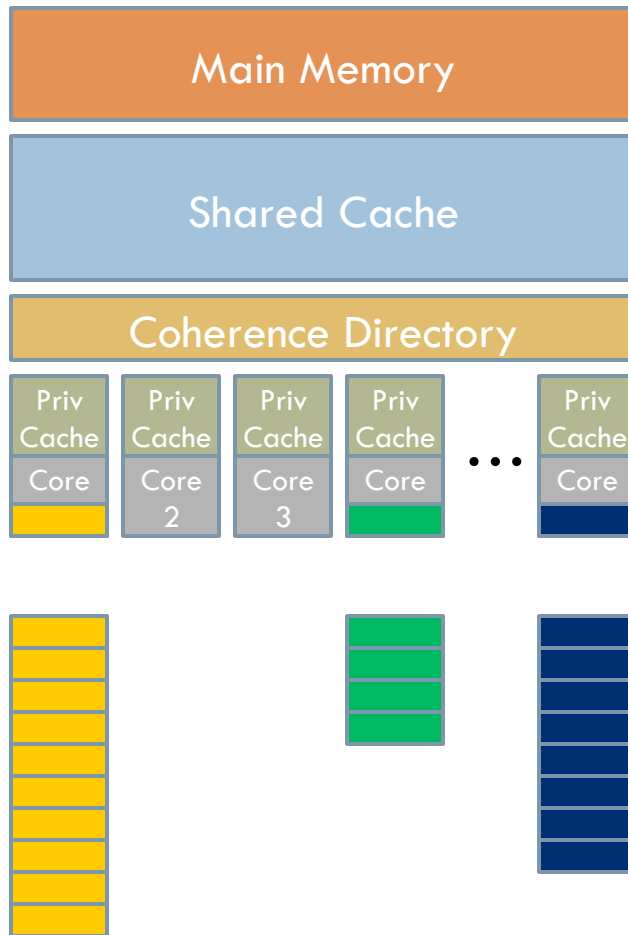 Main Memory
Shared Cache
Coherence Directory
Priv Priv Priv Priv Priv
Cache Cache Cache Cache ... Cache
Core Core Core Core Core
2 3